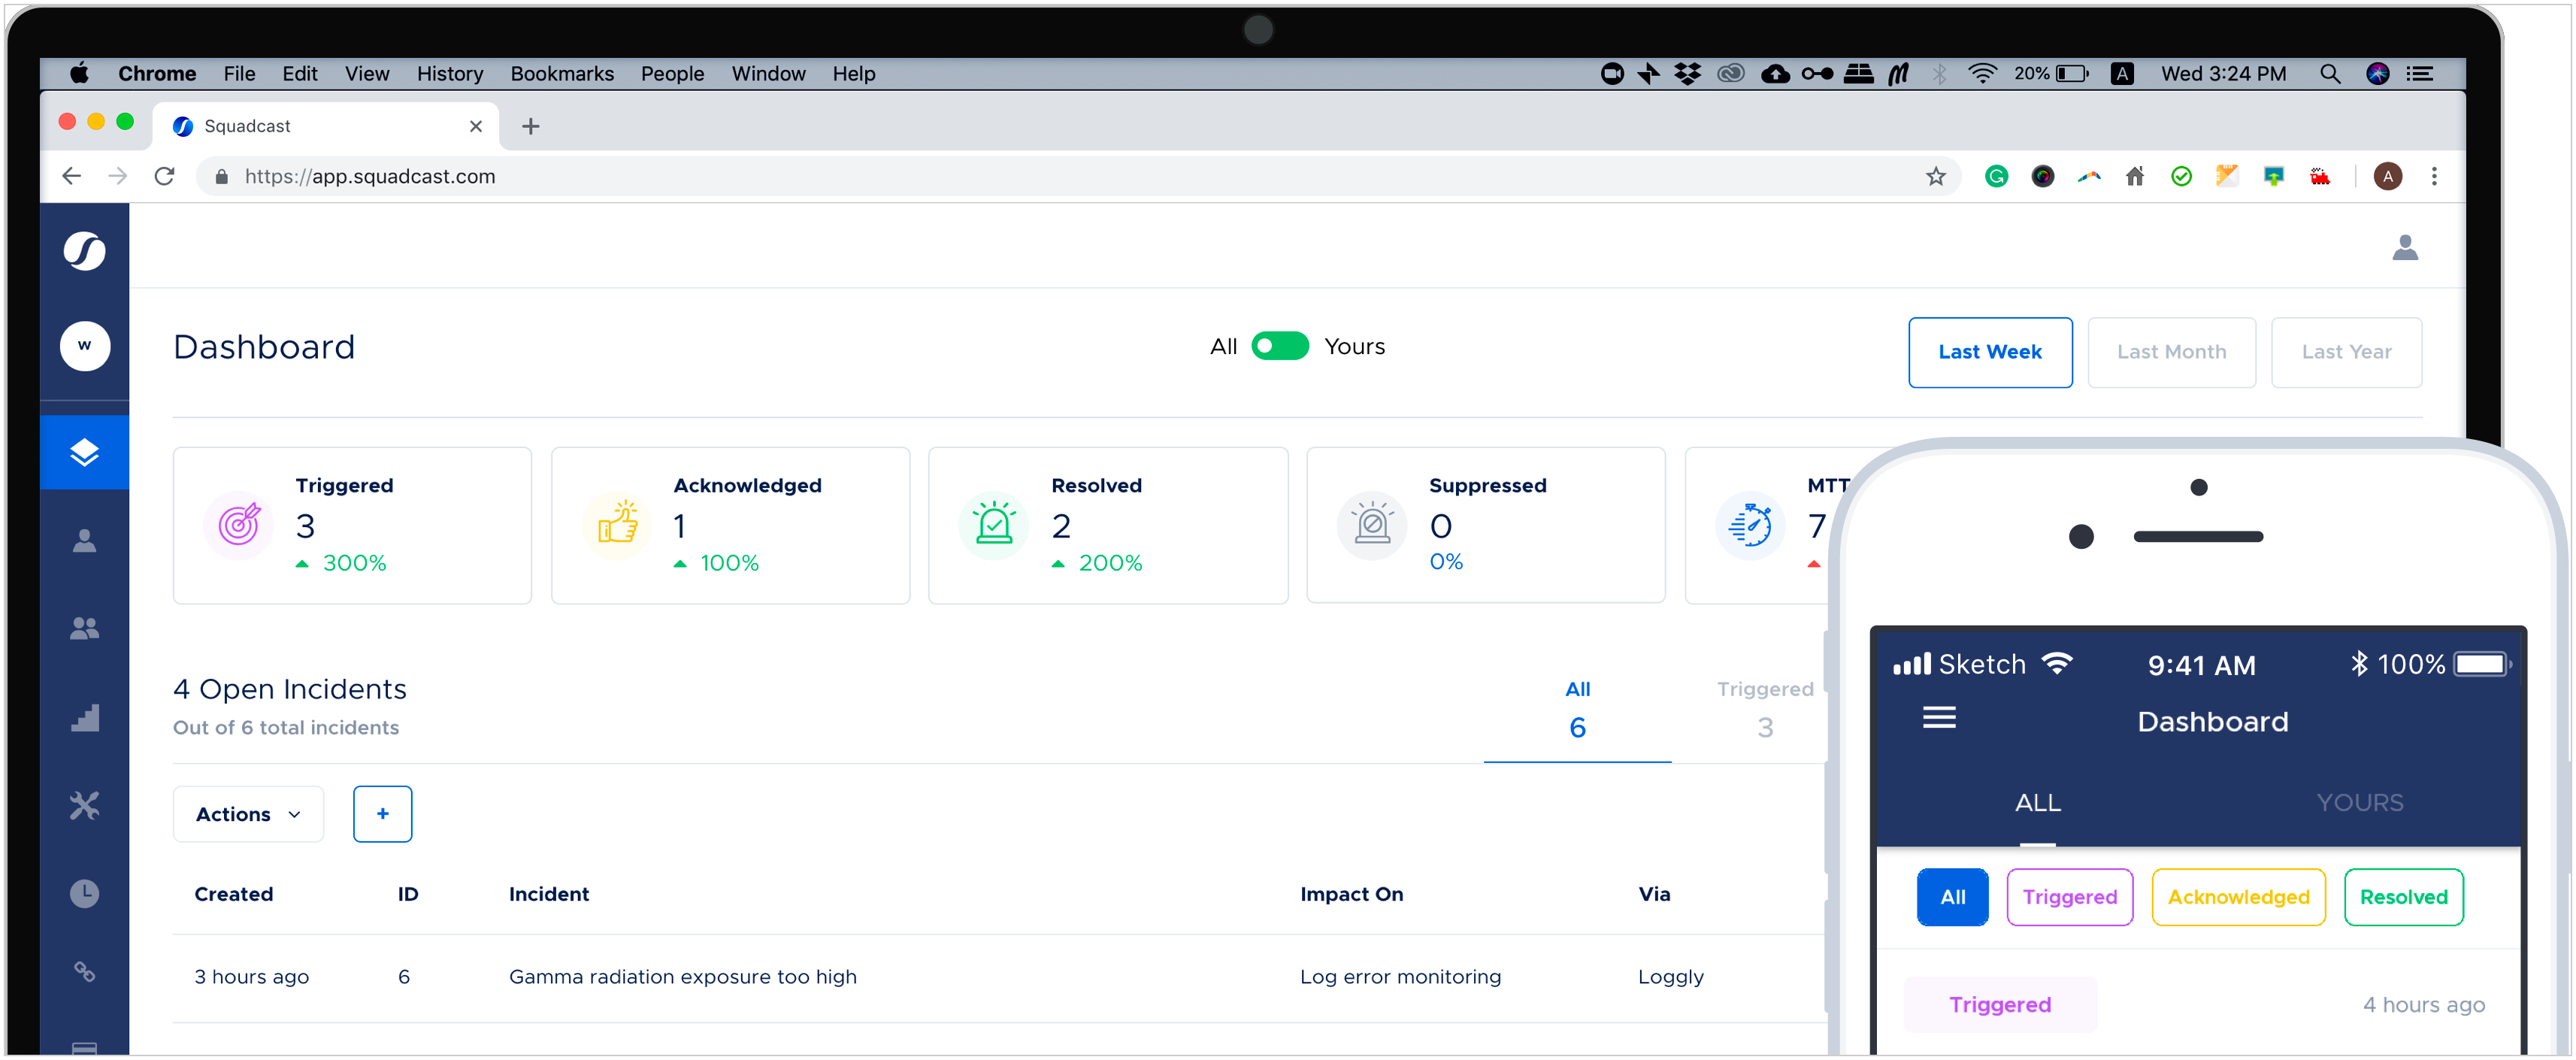 Chrome File Edit View History Bookmarks People Window Help 20% A Wed 3:24 PM
Squadcast
https://app.squadcast.com A
W
Dashboard All Yours Last Week Last Month Last Year
Triggered Acknowledged Resolved Suppressed
3 1 2 0 7
300% 100% 200% 0%
4 Open Incidents All Triggered
Out of 6 total incidents 6 3
Actions +
Created ID Incident Impact On Via
3 hours ago 6 Gamma radiation exposure too high Log error monitoring Loggly
Sketch 9:41 AM 100%
Dashboard
ALL YOURS
All Triggered Acknowledged Resolved
Triggered 4 hours ago